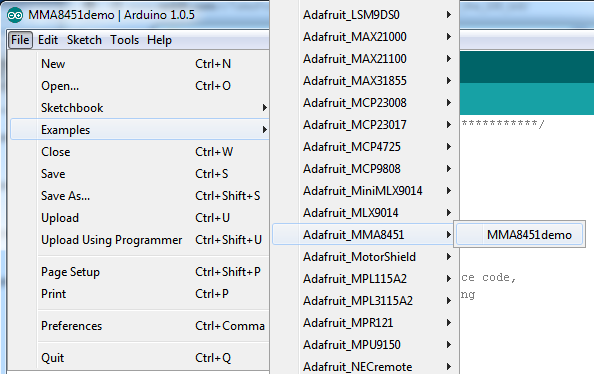 MMA8451demo | Arduino 1.0.5
File Edit Sketch Tools Help
New Ctrl+N
Open... Ctrl+O
Sketchbook
Examples
Close Ctrl+W
Save Ctrl+S
Save As... Ctrl+Shift+S
Upload Ctrl+U
Upload Using Programmer Ctrl+Shift+U
Page Setup Ctrl+Shift+P
Print Ctrl+P
Preferences Ctrl+Comma
Quit Ctrl+Q
Adafruit_LSM9DS0
Adafruit_MAX21000
Adafruit_MAX21100
Adafruit_MAX31855
Adafruit_MCP23008
Adafruit_MCP23017
Adafruit_MCP4725
Adafruit_MCP9808
Adafruit_MiniMLX9014
Adafruit_MLX9014
Adafruit_MMA8451
Adafruit_MotorShield
Adafruit_MPL115A2
Adafruit_MPL3115A2
Adafruit_MPR121
Adafruit_MPU9150
Adafruit_NECremote
MMA8451demo
***********/
ce code,
ng